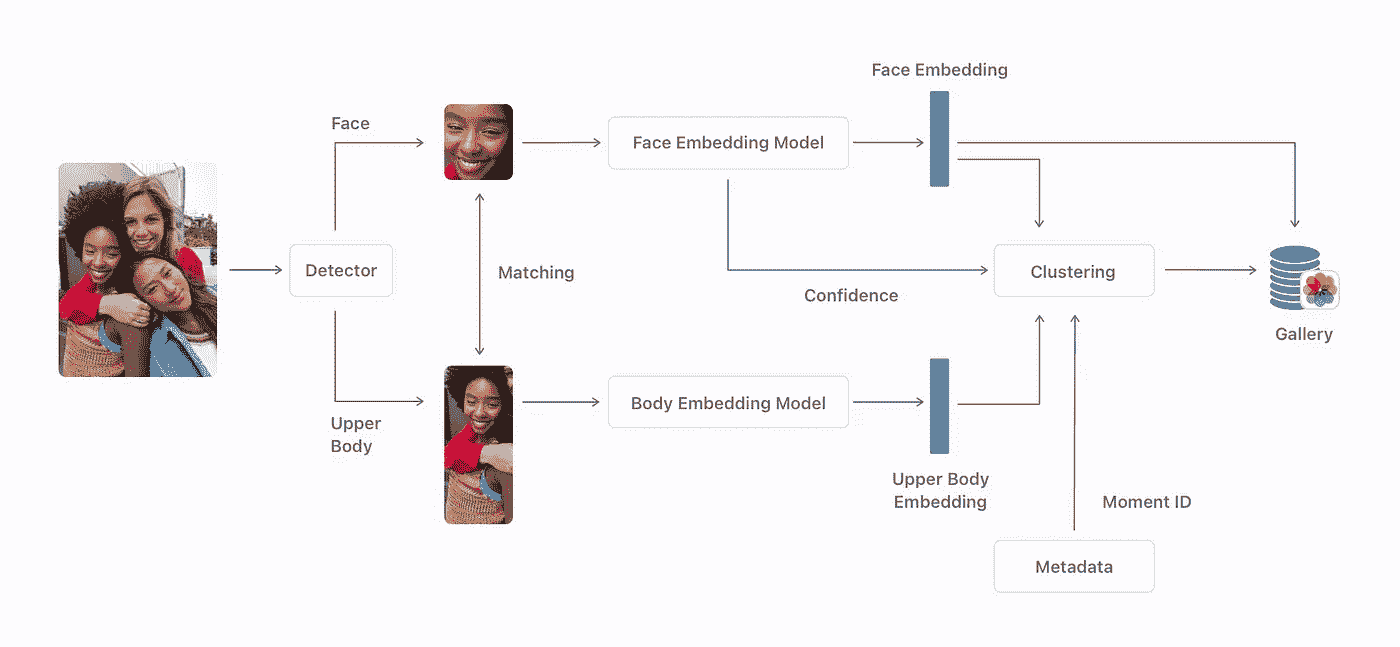 Face Embedding
Face
Face Embedding Model
Detector
Matching
Clustering
Confidence
Gallery
Body Embedding Model
Upper
Body
Upper Body
Embedding
Moment ID
Metadata